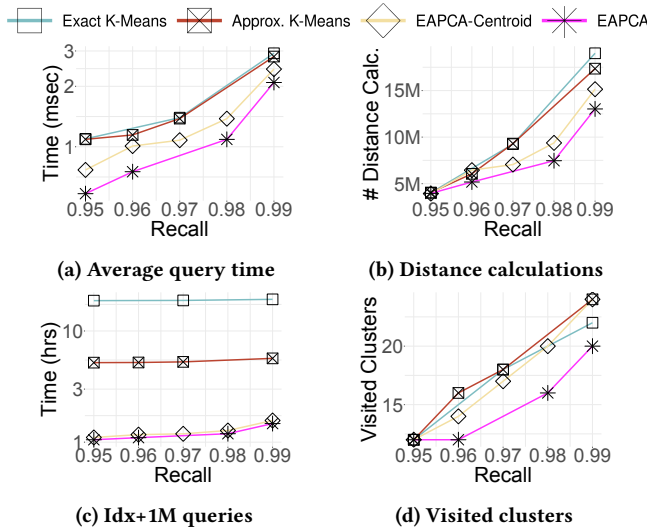 Exact K-Means Approx. K-Means EAPCA-Centroid EAPCA
Time (msec)
3
2
1
0.95 0.96 0.97 0.98 0.99
Recall
(a) Average query time
# Distance Calc.
15M
10M
5M
0.95 0.96 0.97 0.98 0.99
Recall
(b) Distance calculations
Time (hrs)
10
3
1
0.95 0.96 0.97 0.98 0.99
Recall
(c) Idx+1M queries
Visited Clusters
20
15
0.95 0.96 0.97 0.98 0.99
Recall
(d) Visited clusters